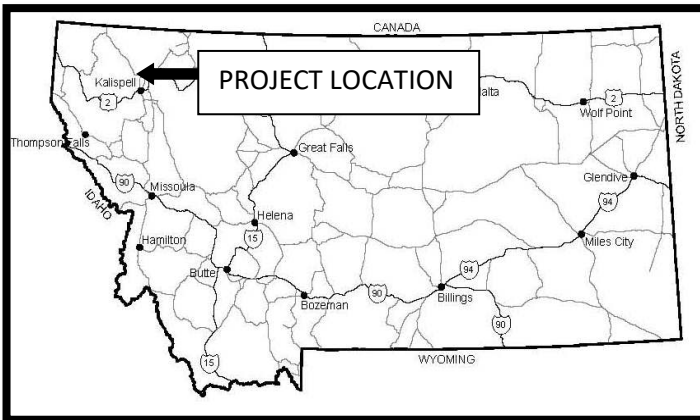 CANADA
PROJECT LOCATION
Kalispell
2
alta
2
Wolf Point
NORTH DAKOTA
Thompson Falls
Great Falls
90
Missoula
Glendive
94
IDAHO
Helena
15
Hamilton
Miles City
Butte
94
90
Bozeman
Billings
90
15
WYOMING